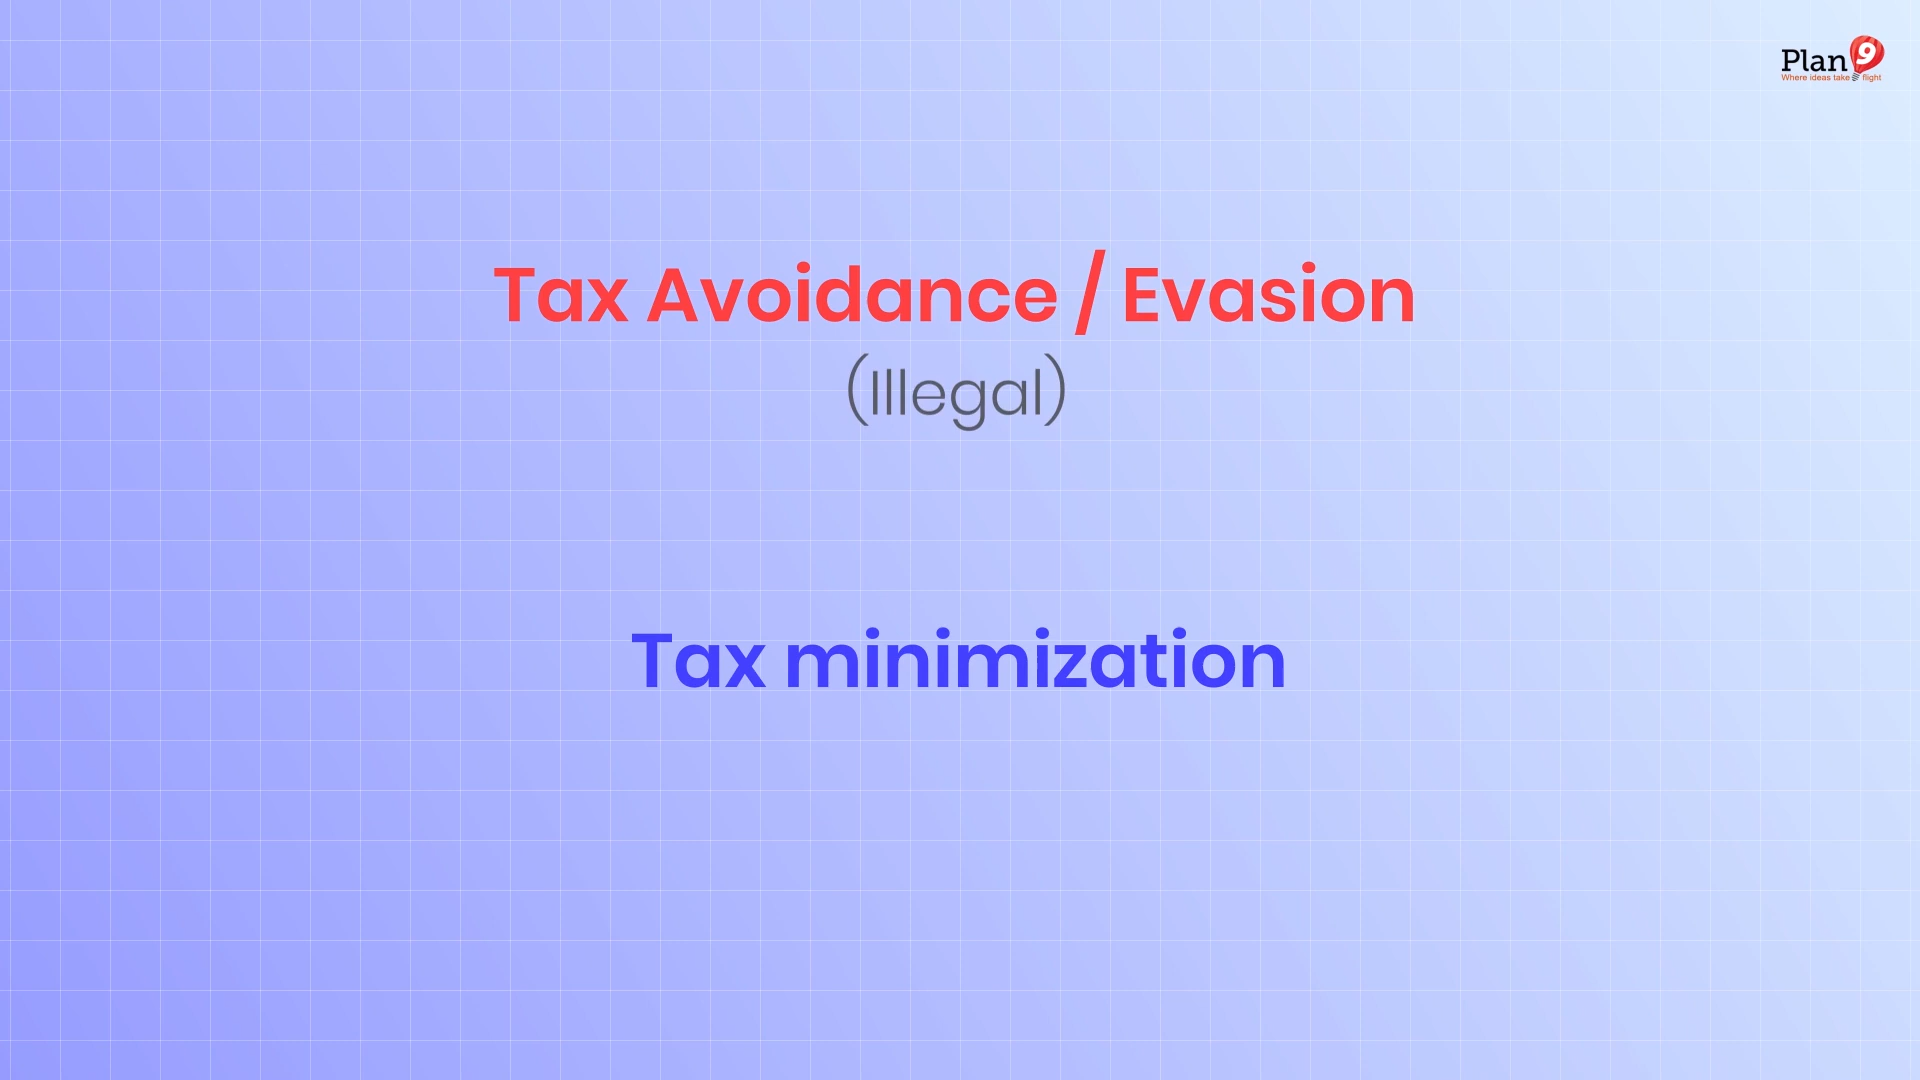 Plan9
Where ideas take flight
Tax Avoidance / Evasion
(Illegal)
Tax minimization